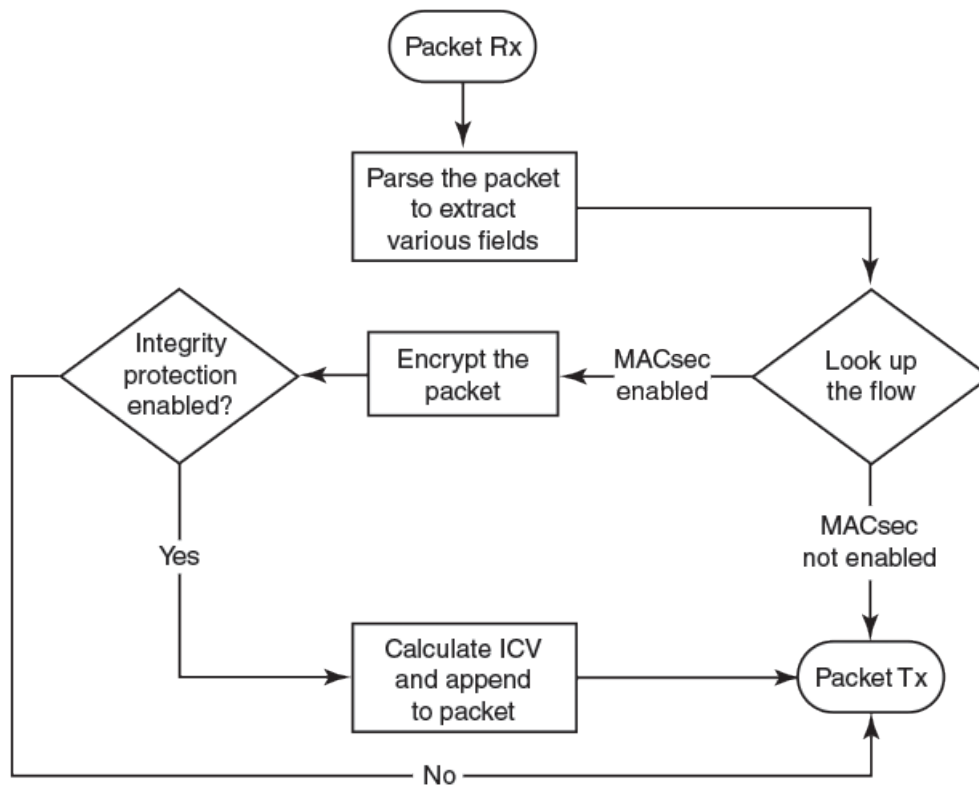 Packet Rx
Parse the packet
to extract
various fields
Look up
the flow
MACsec
enabled
Encrypt the
packet
Integrity
protection
enabled?
MACsec
not enabled
Yes
Calculate ICV
and append
to packet
Packet Tx
No